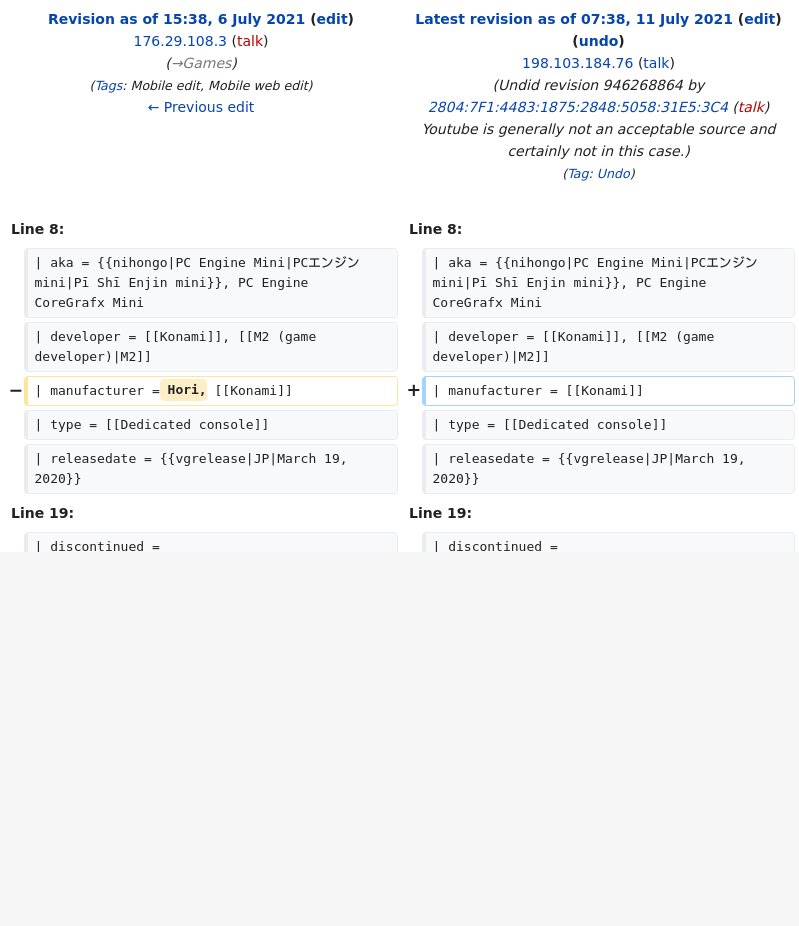 Revision as of 15:38, 6 July 2021 (edit)
176.29.108.3 (talk)
(→Games)
(Tags: Mobile edit, Mobile web edit)
← Previous edit
Latest revision as of 07:38, 11 July 2021 (edit)
(undo)
198.103.184.76 (talk)
(Undid revision 946268864 by
2804:7F1:4483:1875:2848:5058:31E5:3C4 (talk)
Youtube is generally not an acceptable source and
certainly not in this case.)
(Tag: Undo)
Line 8:
| aka = {{nihongo|PC Engine Mini|PCエンジン
mini|Pī Shī Enjin mini}}, PC Engine
CoreGrafx Mini
| developer = [[Konami]], [[M2 (game
developer)|M2]]
− | manufacturer = Hori, [[Konami]]
| type = [[Dedicated console]]
| releasedate = {{vgrelease|JP|March 19,
2020}}
Line 19:
| discontinued =
Line 8:
| aka = {{nihongo|PC Engine Mini|PCエンジン
mini|Pī Shī Enjin mini}}, PC Engine
CoreGrafx Mini
| developer = [[Konami]], [[M2 (game
developer)|M2]]
+ | manufacturer = [[Konami]]
| type = [[Dedicated console]]
| releasedate = {{vgrelease|JP|March 19,
2020}}
Line 19:
| discontinued =